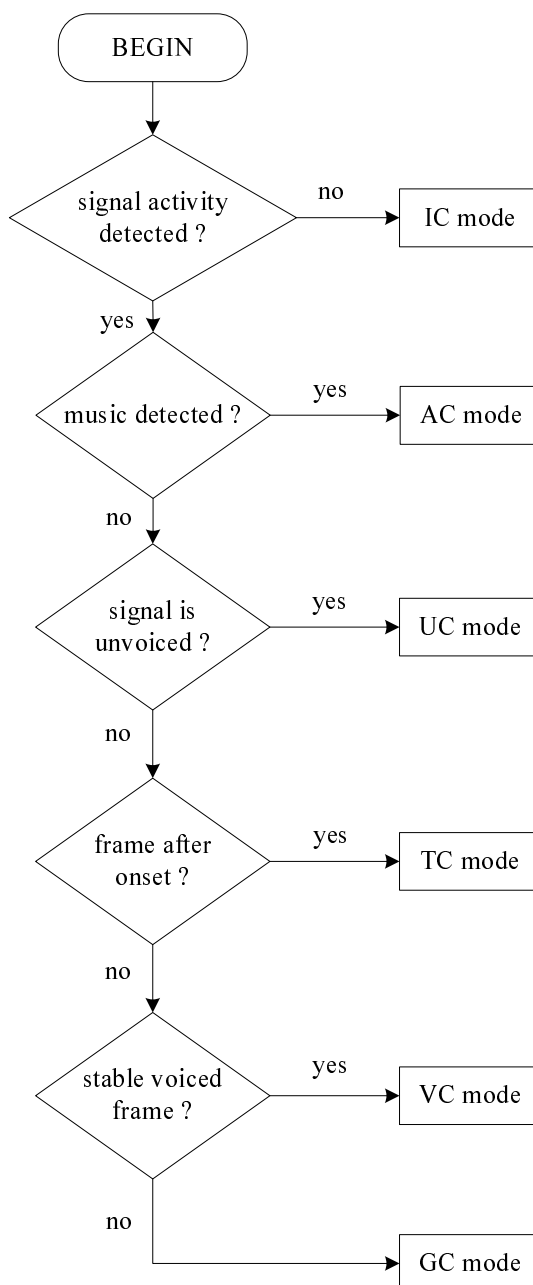 BEGIN
signal activity
detected ?
no
IC mode
yes
music detected ?
yes
AC mode
no
signal is
unvoiced ?
yes
UC mode
no
frame after
onset ?
yes
TC mode
no
stable voiced
frame ?
yes
VC mode
no
GC mode